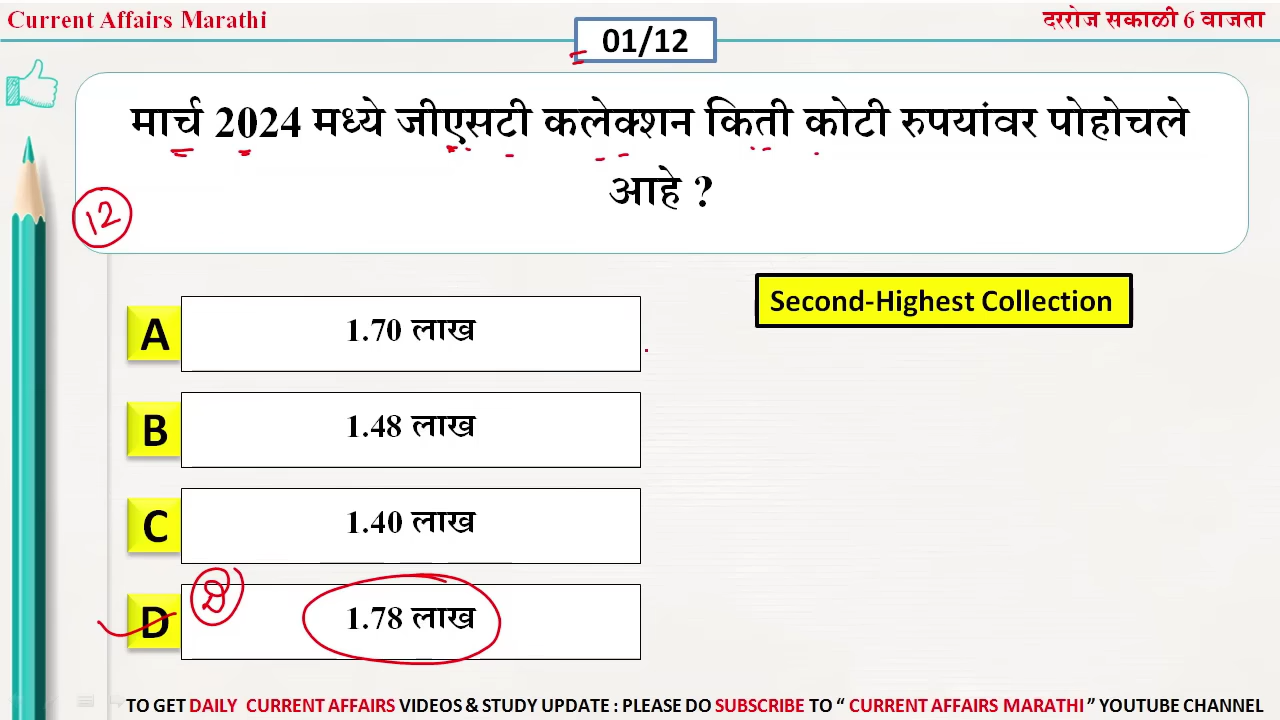 Current Affairs Marathi
दररोज सकाळी 6 वाजता
01/12
मार्च 2024 मध्ये जीएसटी कलेक्शन किती कोटी रुपयांवर पोहोचले
आहे ?
12
Second-Highest Collection
A 1.70 लाख
B 1.48 लाख
C 1.40 लाख
D
D 1.78 लाख
TO GET DAILY CURRENT AFFAIRS VIDEOS & STUDY UPDATE : PLEASE DO SUBSCRIBE TO “ CURRENT AFFAIRS MARATHI ” YOUTUBE CHANNEL